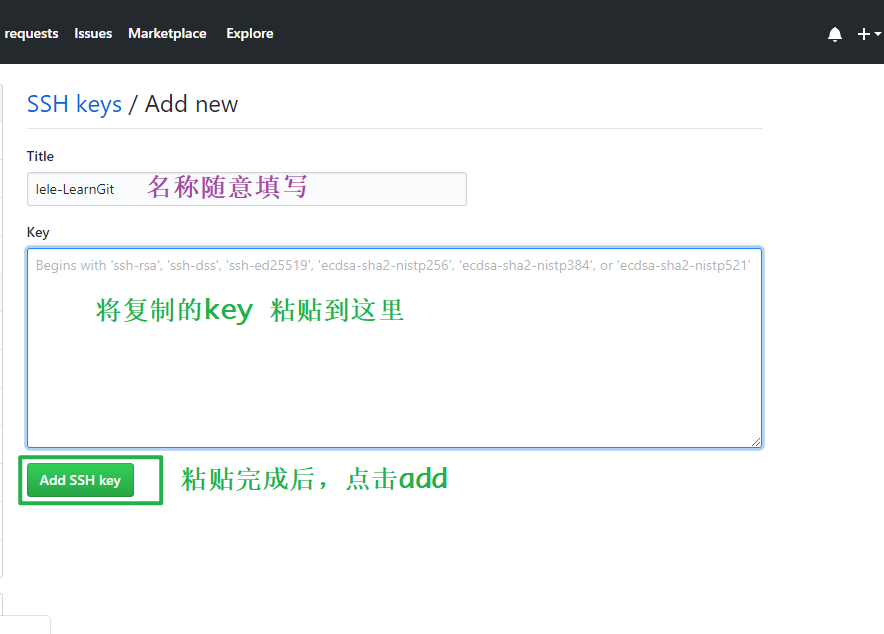 requests Issues Marketplace Explore
SSH keys / Add new
Title
lele-LearnGit 名称随意填写
Key
Begins with 'ssh-rsa', 'ssh-dss', 'ssh-ed25519', 'ecdsa-sha2-nistp256', 'ecdsa-sha2-nistp384', or 'ecdsa-sha2-nistp521'
将复制的key 粘贴到这里
Add SSH key 粘贴完成后，点击add